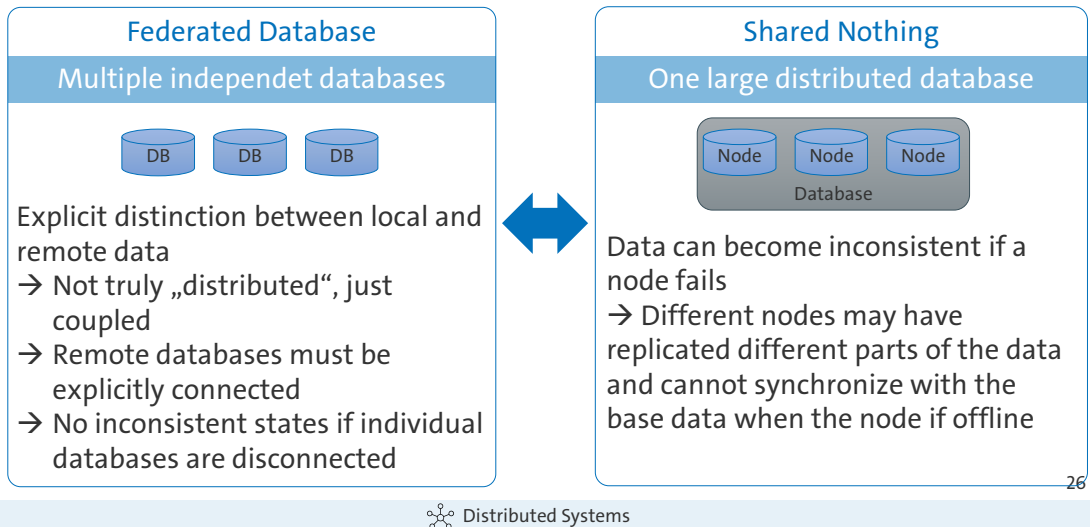 Federated Database
Multiple independet databases
DB
DB
DB
Explicit distinction between local and
remote data
→ Not truly „distributed“, just
coupled
→ Remote databases must be
explicitly connected
→ No inconsistent states if individual
databases are disconnected
Shared Nothing
One large distributed database
Node
Node
Node
Database
Data can become inconsistent if a
node fails
→ Different nodes may have
replicated different parts of the data
and cannot synchronize with the
base data when the node if offline
26
Distributed Systems